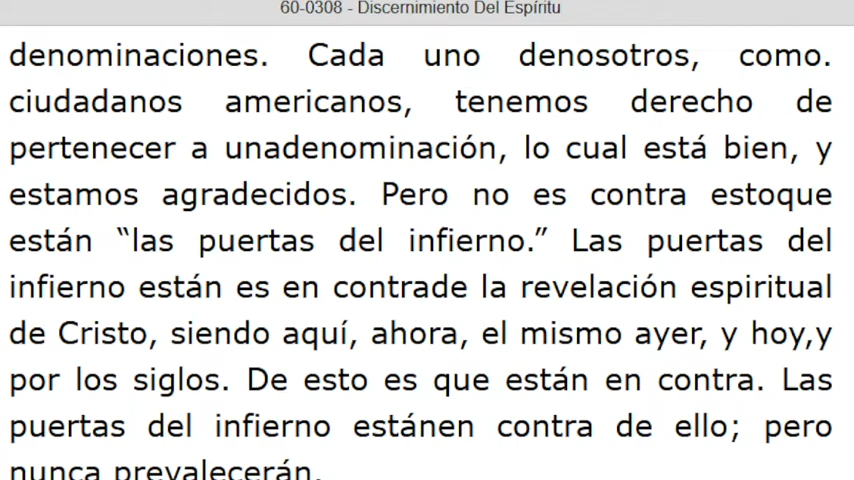 60-0308 - Discernimiento Del Espíritu
denominaciones. Cada uno denosotros, como.
ciudadanos americanos, tenemos derecho de
pertenecer a unadenominación, lo cual está bien, y
estamos agradecidos. Pero no es contra estoque
están “las puertas del infierno.” Las puertas del
infierno están es en contrade la revelación espiritual
de Cristo, siendo aquí, ahora, el mismo ayer, y hoy,y
por los siglos. De esto es que están en contra. Las
puertas del infierno estánen contra de ello; pero
nunca prevalecerán.